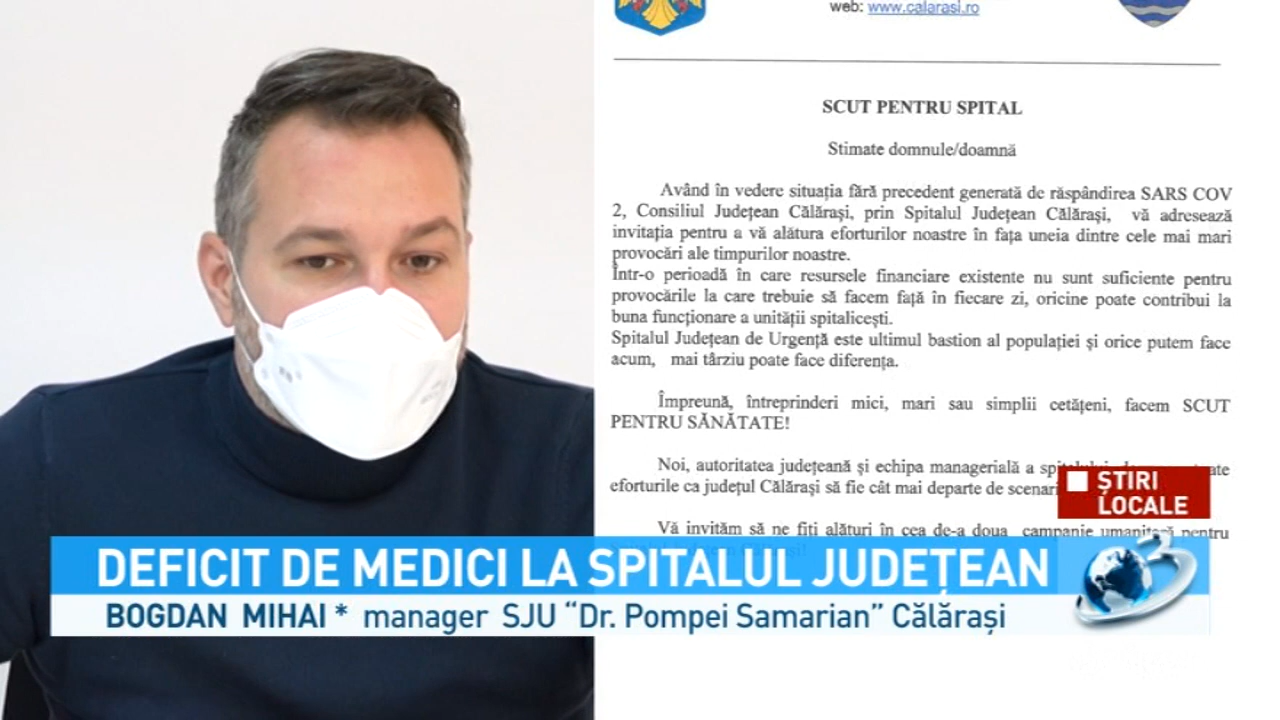 web: www.calarasi.ro
SCUT PENTRU SPITAL
Stimate domnule/doamnă
Având în vedere situația fără precedent generată de răspândirea SARS COV
2, Consiliul Județean Călărași, prin Spitalul Județean Călărași, vă adresează
invitația pentru a vă alătura eforturilor noastre în fața uneia dintre cele mai mari
provocări ale timpurilor noastre.
Într-o perioadă în care resursele financiare existente nu sunt suficiente pentru
provocările la care trebuie să facem față în fiecare zi, oricine poate contribui la
buna funcționare a unității spitalicești.
Spitalul Județean de Urgență este ultimul bastion al populației și orice putem face
acum, mai târziu poate face diferența.
Împreună, întreprinderi mici, mari sau simplii cetățeni, facem SCUT
PENTRU SĂNĂTATE!
Noi, autoritatea județeană și echipa managerială a
eforturile ca județul Călărași să fie cât mai departe de
Vă invităm să ne fiți alături în cea de-a doua campanie umanitară pentru
ȘTIRI
LOCALE
DEFICIT DE MEDICI LA SPITALUL JUDEȚEAN
BOGDAN MIHAI * manager SJU “Dr. Pompei Samarian” Călărași
3